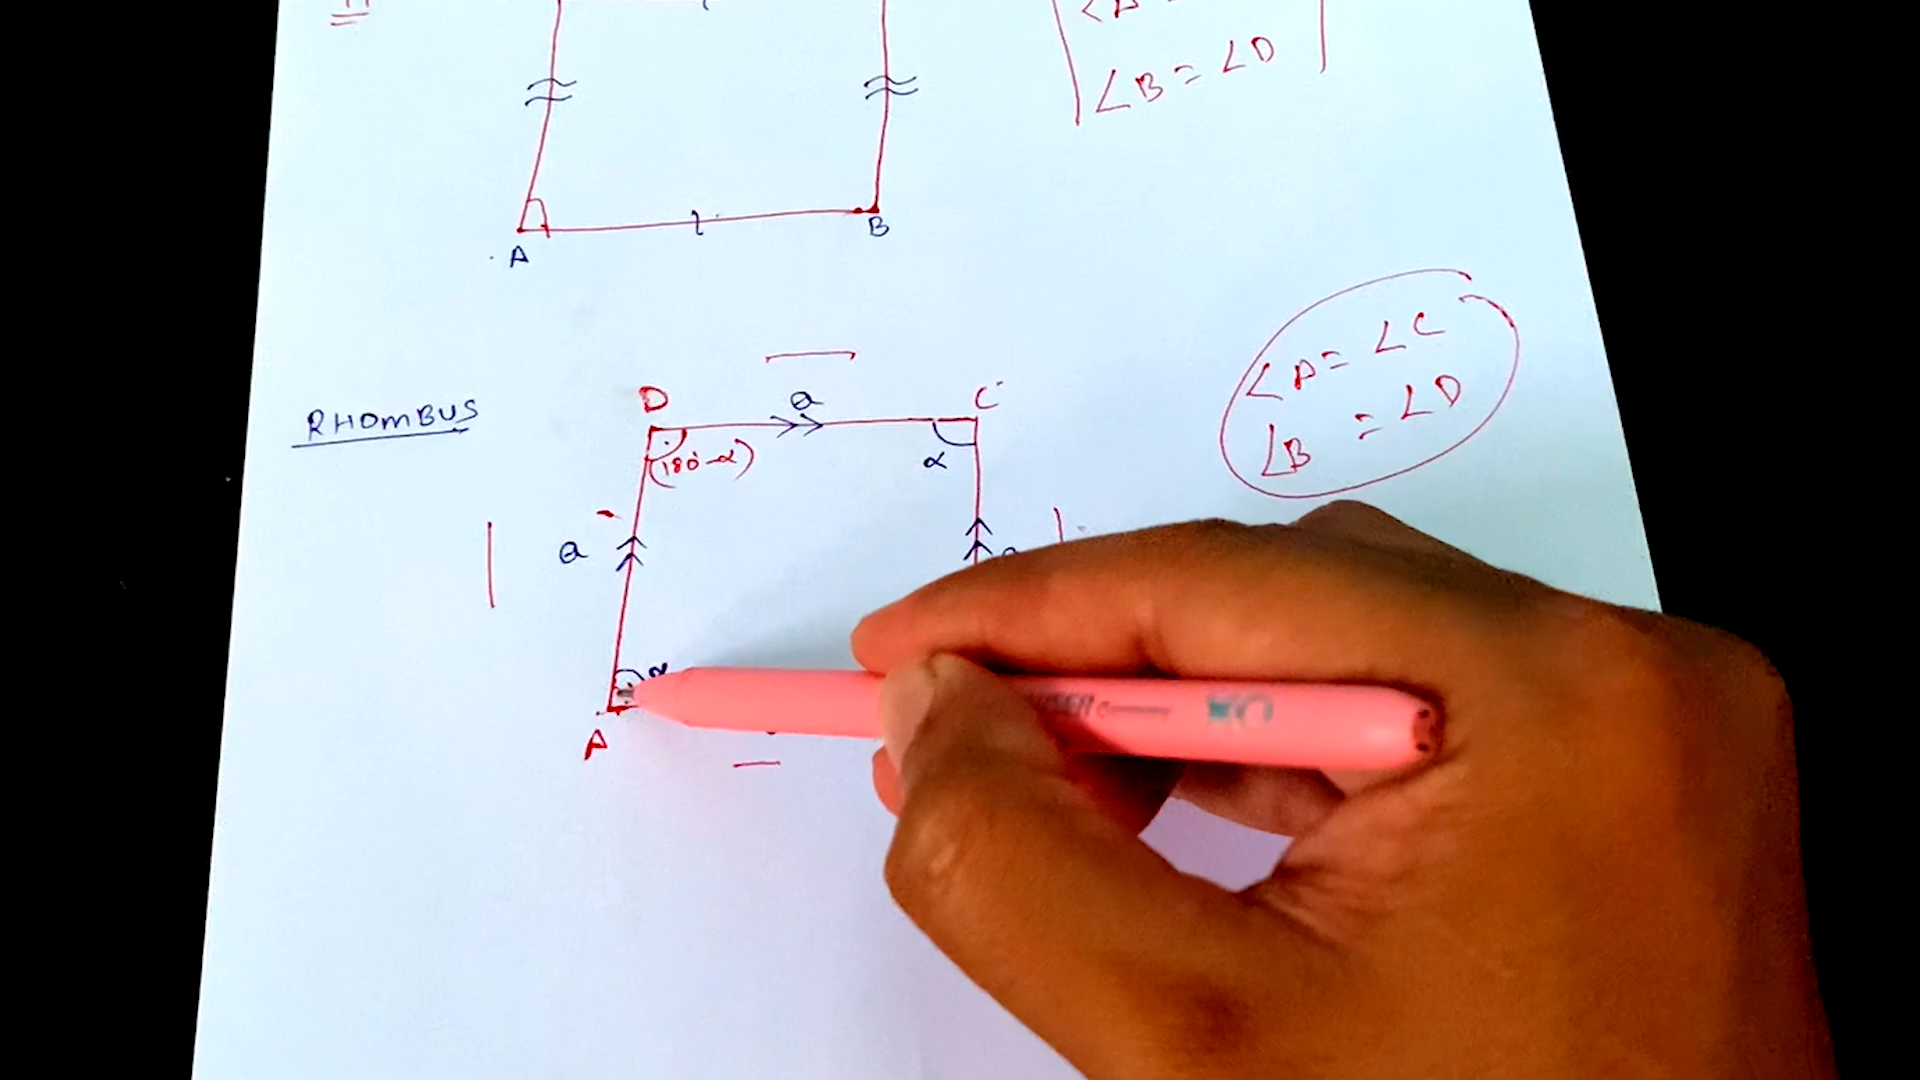 ∠B = ∠D
A
B
∠A = ∠C
∠B = ∠D
RHOMBUS
D
a
C
(180-α)
α
a
α
A